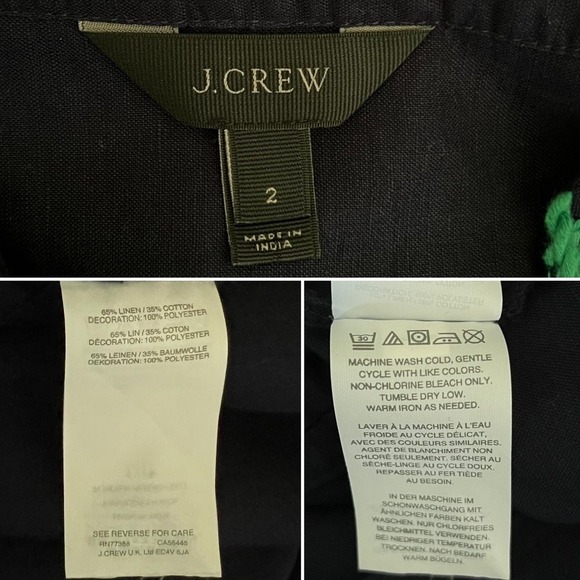 J.CREW
2
MADE IN
INDIA
65% LINEN / 35% COTTON
DECORATION: 100% POLYESTER
65% LIN / 35% COTON
DÉCORATION: 100% POLYESTER
65% LEINEN / 35% BAUMWOLLE
DEKORATION: 100% POLYESTER
SEE REVERSE FOR CARE
RN77388 CA56446
J.CREW U.K. Ltd EC4V 6JA
30
MACHINE WASH COLD, GENTLE
CYCLE WITH LIKE COLORS.
NON-CHLORINE BLEACH ONLY.
TUMBLE DRY LOW.
WARM IRON AS NEEDED.
LAVER À LA MACHINE À L'EAU
FROIDE AU CYCLE DÉLICAT,
AVEC DES COULEURS SIMILAIRES.
AGENT DE BLANCHIMENT NON
CHLORÉ SEULEMENT. SÉCHER AU
SÈCHE-LINGE AU CYCLE DOUX.
REPASSER AU FER TIÈDE
AU BESOIN.
IN DER MASCHINE IM
SCHONWASCHGANG MIT
ÄHNLICHEN FARBEN KALT
WASCHEN. NUR CHLORFREIES
BLEICHMITTEL VERWENDEN.
BEI NIEDRIGER TEMPERATUR
TROCKNEN. NACH BEDARF
WARM BÜGELN.